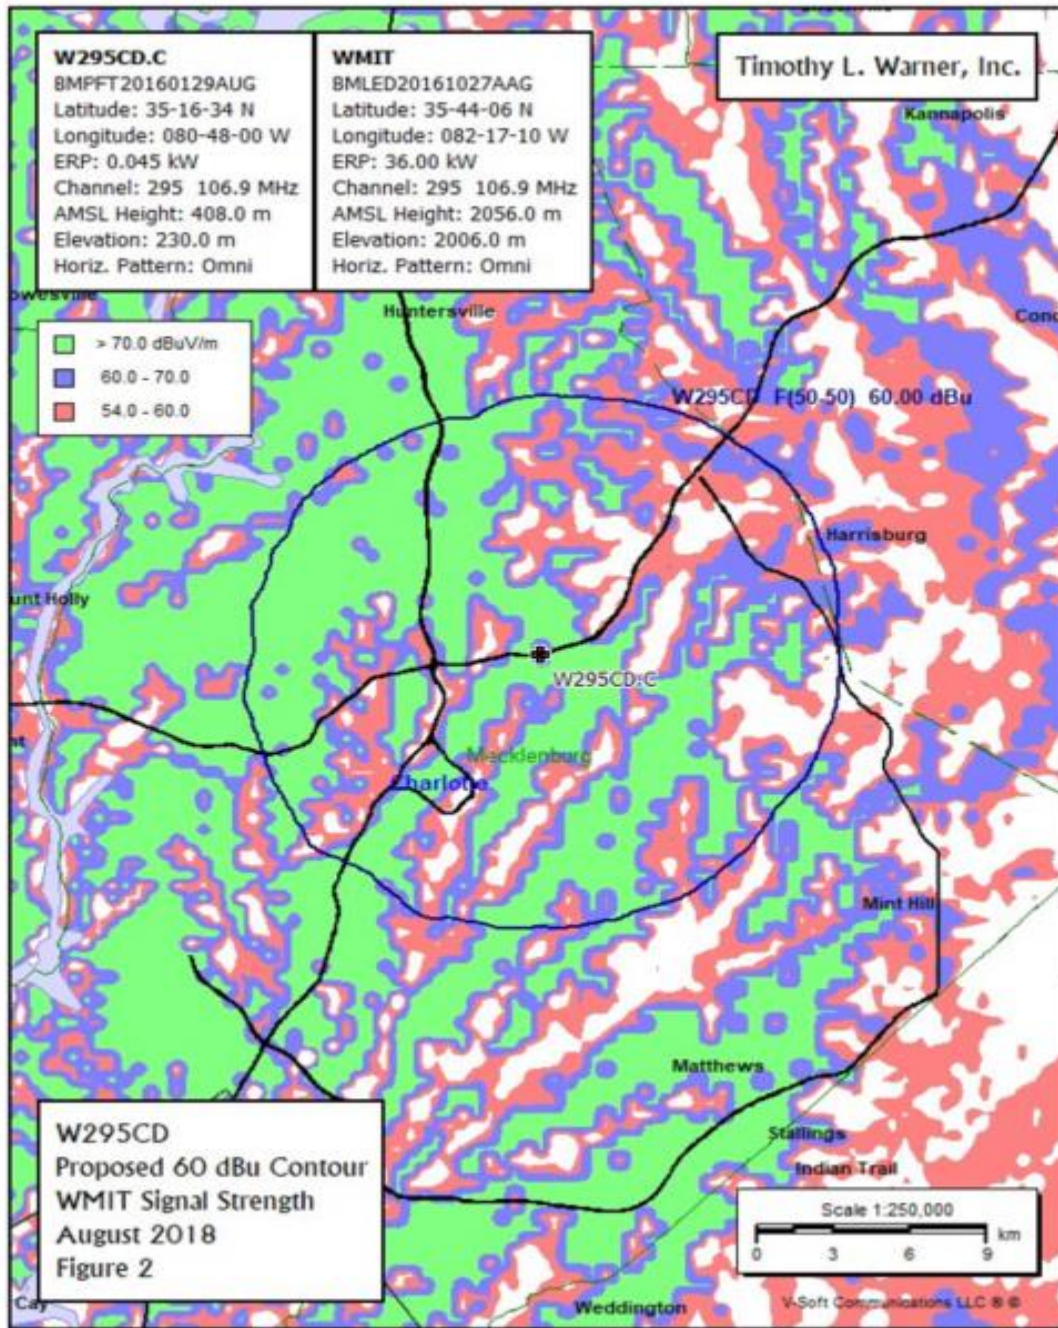 W295CD.C
BMPFT20160129AUG
Latitude: 35-16-34 N
Longitude: 080-48-00 W
ERP: 0.045 kW
Channel: 295 106.9 MHz
AMSL Height: 408.0 m
Elevation: 230.0 m
Horiz. Pattern: Omni
WMIT
BMLED20161027AAG
Latitude: 35-44-06 N
Longitude: 082-17-10 W
ERP: 36.00 kW
Channel: 295 106.9 MHz
AMSL Height: 2056.0 m
Elevation: 2006.0 m
Horiz. Pattern: Omni
Timothy L. Warner, Inc.
Kannapolis
owesville
Huntersville
Conc
> 70.0 dBuV/m
60.0 - 70.0
54.0 - 60.0
W295CD F(50-50) 60.00 dBu
Harrisburg
unt Holly
W295CD.C
nt
Mecklenburg
Charlotte
Mint Hill
Matthews
Stallings
Indian Trail
W295CD
Proposed 60 dBu Contour
WMIT Signal Strength
August 2018
Figure 2
Scale 1:250,000
km
0 3 6 9
Cay
Weddington
V-Soft Communications LLC ® ©